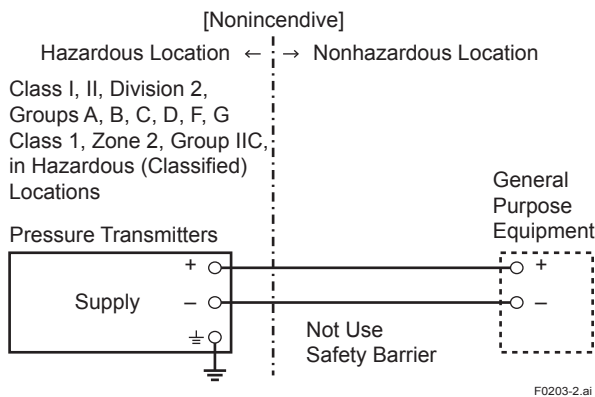 [Nonincendive]
Hazardous Location ← → Nonhazardous Location
Class I, II, Division 2,
Groups A, B, C, D, F, G
Class 1, Zone 2, Group IIC,
in Hazardous (Classified)
Locations
General
Purpose
Equipment
Pressure Transmitters
+
+
Supply
–
–
Not Use
Safety Barrier
F0203-2.ai